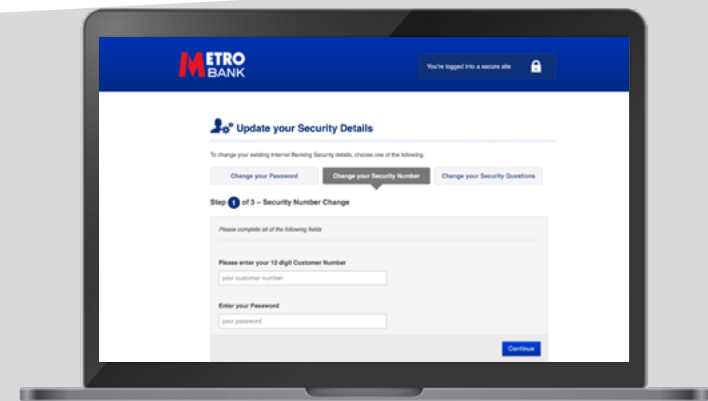 METRO
BANK
You're logged into a secure site
Update your Security Details
To change your existing Internet Banking Security details, choose one of the following.
Change your Password
Change your Security Number
Change your Security Questions
Step 1 of 3 – Security Number Change
Please complete all of the following fields
Please enter your 12 digit Customer Number
your customer number
Enter your Password
your password
Continue